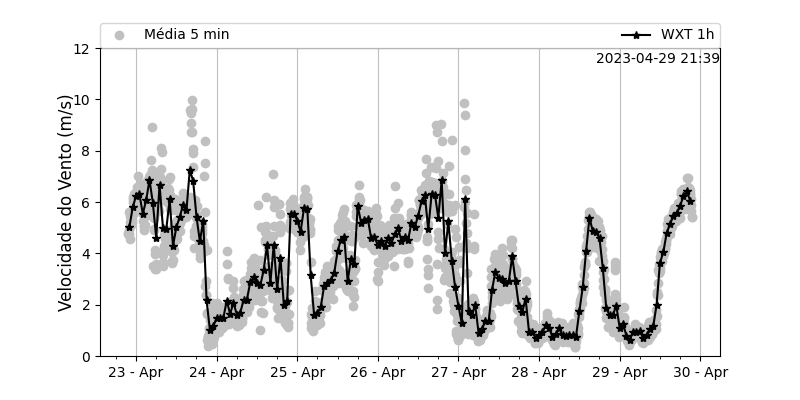 Média 5 min
WXT 1h
2023-04-29 21:39
Velocidade do Vento (m/s)
12
10
8
6
4
2
0
23 - Apr
24 - Apr
25 - Apr
26 - Apr
27 - Apr
28 - Apr
29 - Apr
30 - Apr